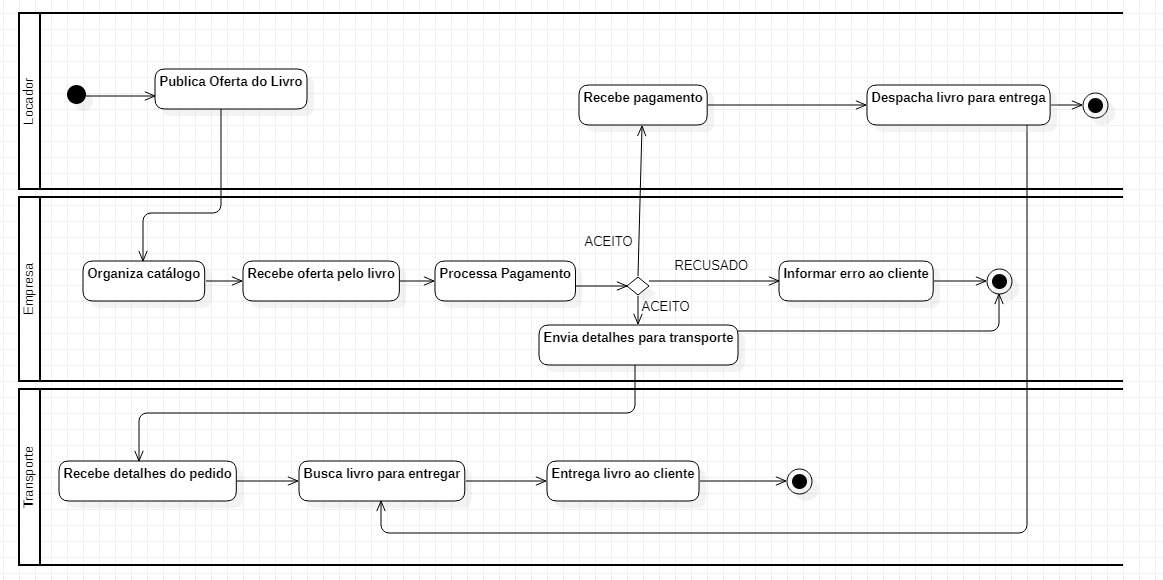 Locador
Publica Oferta do Livro
Recebe pagamento
Despacha livro para entrega
Empresa
ACEITO
Organiza catálogo
Recebe oferta pelo livro
Processa Pagamento
RECUSADO
Informar erro ao cliente
ACEITO
Envia detalhes para transporte
Transporte
Recebe detalhes do pedido
Busca livro para entregar
Entrega livro ao cliente